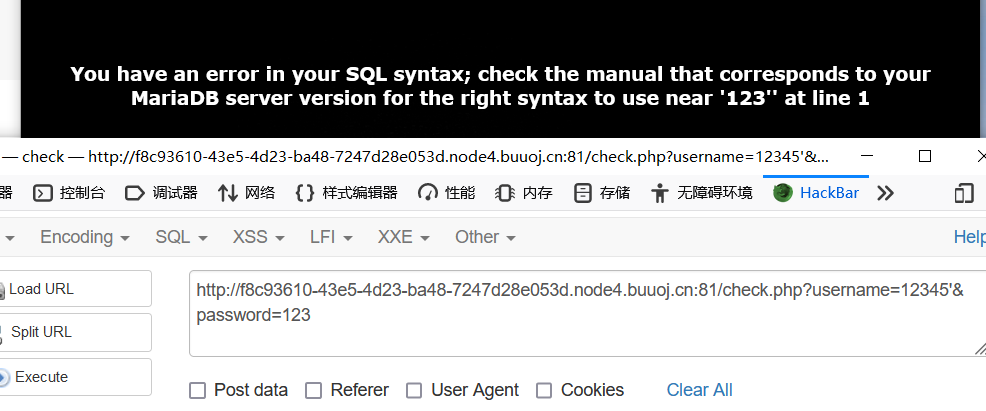 You have an error in your SQL syntax; check the manual that corresponds to your
MariaDB server version for the right syntax to use near '123'' at line 1
— check — http://f8c93610-43e5-4d23-ba48-7247d28e053d.node4.buuoj.cn:81/check.php?username=12345'&...
器 控制台 调试器 网络 样式编辑器 性能 内存 存储 无障碍环境 HackBar
Encoding SQL XSS LFI XXE Other Help
Load URL
Split URL
Execute
http://f8c93610-43e5-4d23-ba48-7247d28e053d.node4.buuoj.cn:81/check.php?username=12345'&
password=123
Post data Referer User Agent Cookies Clear All